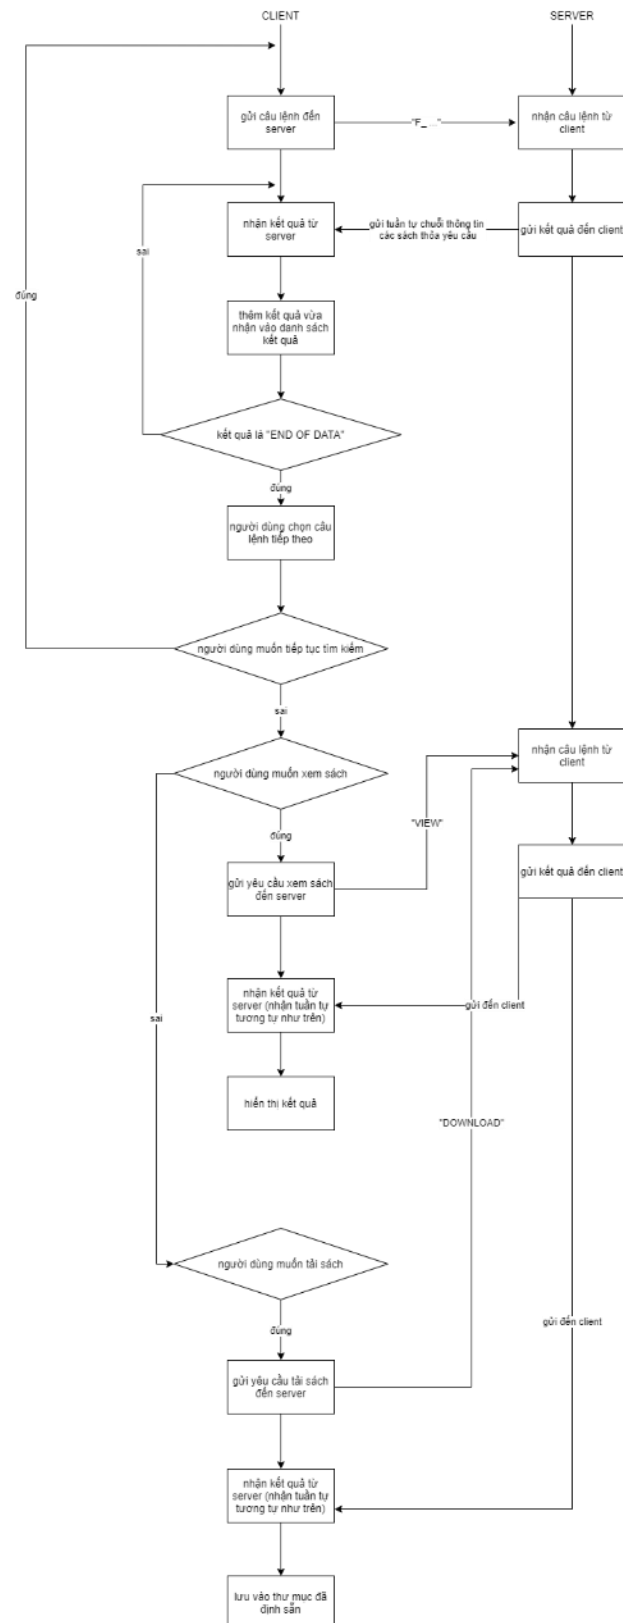 CLIENT
SERVER
gửi câu lệnh đến
server
"F_..."
nhận câu lệnh từ
client
nhận kết quả từ
server
gửi tuần tự chuỗi thông tin
các sách thỏa yêu cầu
gửi kết quả đến client
sai
đúng
thêm kết quả vừa
nhận vào danh sách
kết quả
kết quả là "END OF DATA"
đúng
người dùng chọn câu
lệnh tiếp theo
người dùng muốn tiếp tục tìm kiếm
sai
nhận câu lệnh từ
client
người dùng muốn xem sách
"VIEW"
đúng
gửi yêu cầu xem sách
đến server
gửi kết quả đến client
nhận kết quả từ
server (nhận tuần tự
tương tự như trên)
gửi đến client
sai
hiển thị kết quả
"DOWNLOAD"
người dùng muốn tải sách
gửi đến client
đúng
gửi yêu cầu tải sách
đến server
nhận kết quả từ
server (nhận tuần tự
tương tự như trên)
lưu vào thư mục đã
định sẵn